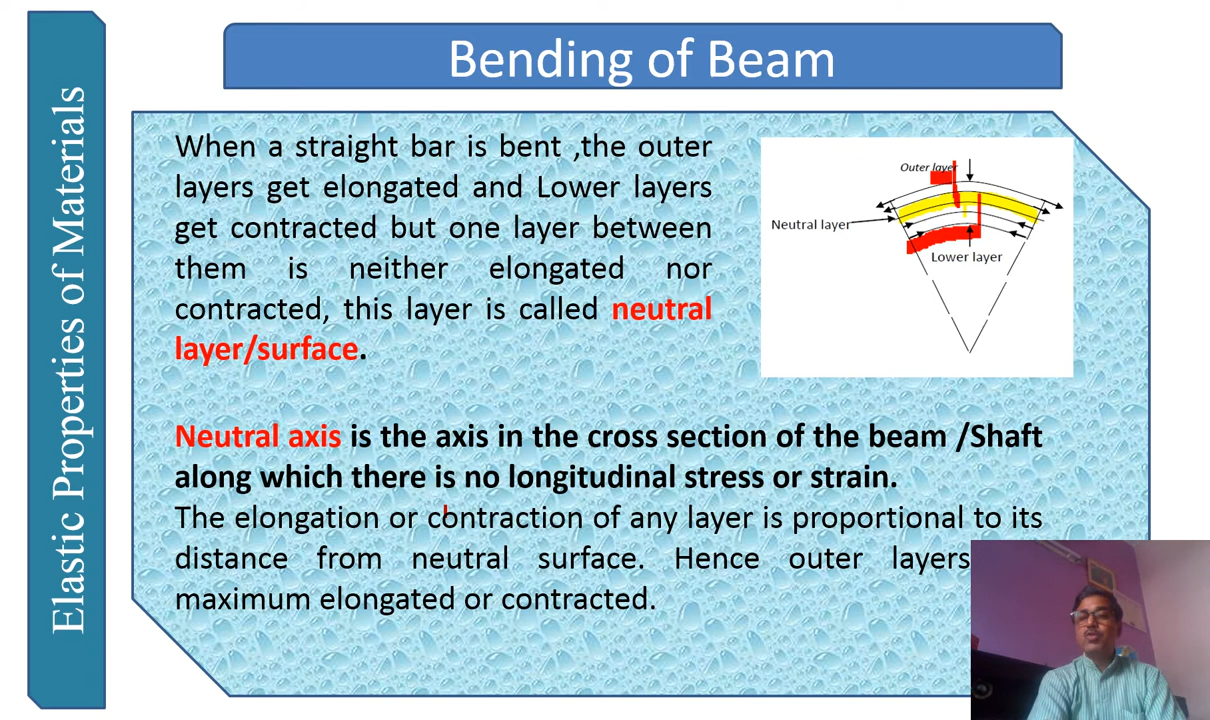 Elastic Properties of Materials
Bending of Beam
When a straight bar is bent ,the outer
layers get elongated and Lower layers
get contracted but one layer between
them is neither elongated nor
contracted, this layer is called neutral
layer/surface.
Outer layer
Neutral layer
Lower layer
Neutral axis is the axis in the cross section of the beam /Shaft
along which there is no longitudinal stress or strain.
The elongation or contraction of any layer is proportional to its
distance from neutral surface. Hence outer layers
maximum elongated or contracted.